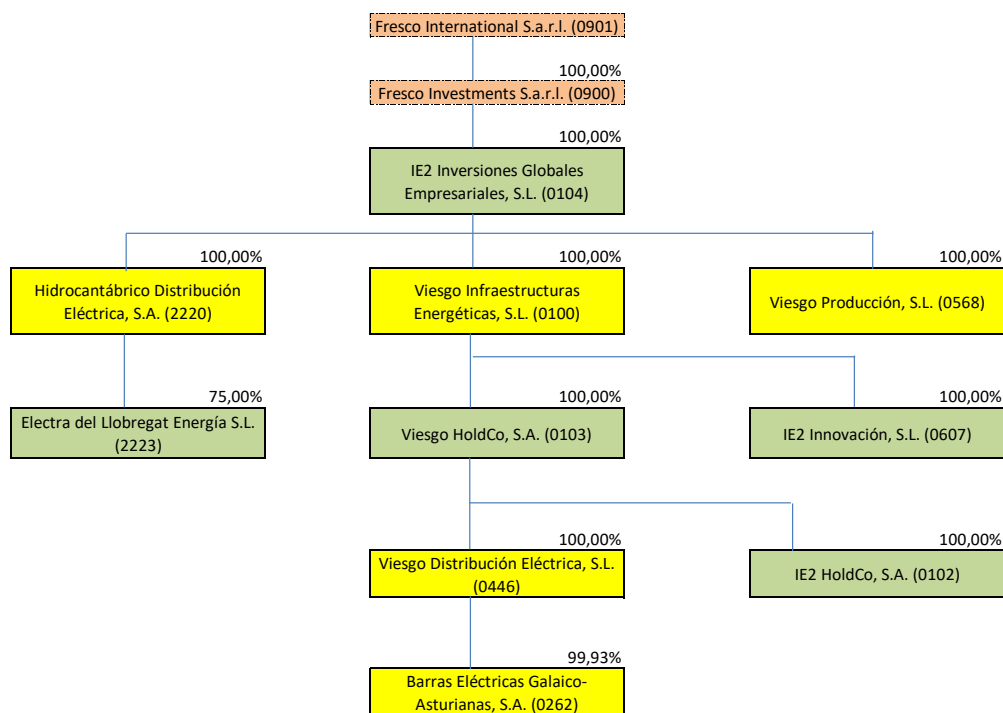 Fresco International S.a.r.l. (0901)
100,00%
Fresco Investments S.a.r.l. (0900)
100,00%
IE2 Inversiones Globales
Empresariales, S.L. (0104)
100,00%
Hidrocantábrico Distribución
Eléctrica, S.A. (2220)
100,00%
Viesgo Infraestructuras
Energéticas, S.L. (0100)
100,00%
Viesgo Producción, S.L. (0568)
75,00%
Electra del Llobregat Energía S.L.
(2223)
100,00%
Viesgo HoldCo, S.A. (0103)
100,00%
IE2 Innovación, S.L. (0607)
100,00%
Viesgo Distribución Eléctrica, S.L.
(0446)
100,00%
IE2 HoldCo, S.A. (0102)
99,93%
Barras Eléctricas Galaico-
Asturianas, S.A. (0262)